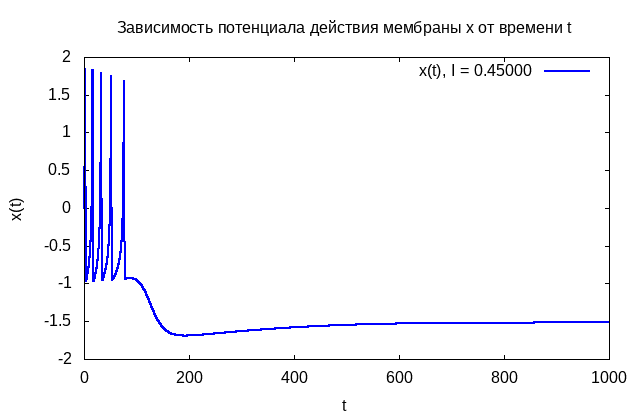 Зависимость потенциала действия мембраны x от времени t
x(t), I = 0.45000
2
1.5
1
0.5
0
-0.5
-1
-1.5
-2
x(t)
0 200 400 600 800 1000
t